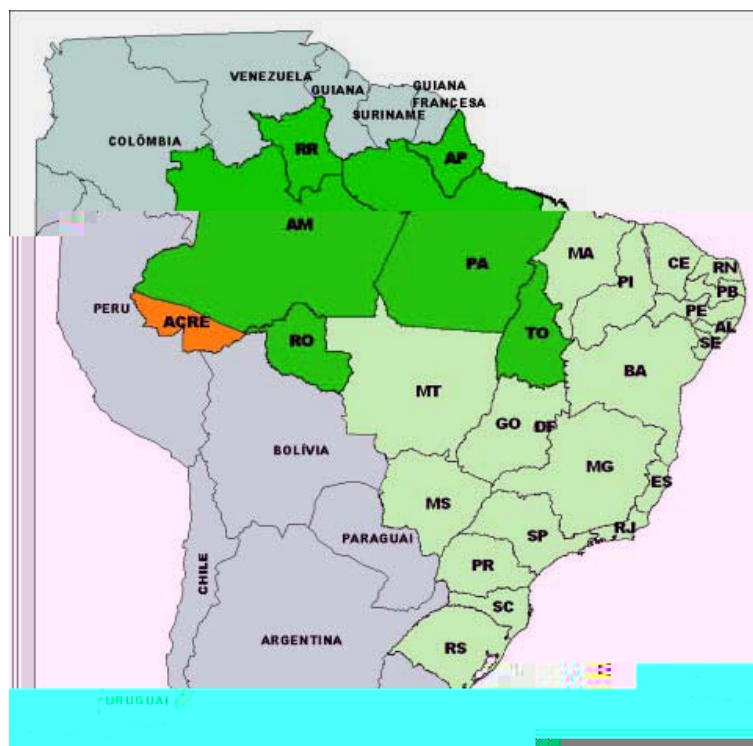 VENEZUELA
GUIANA
GUIANA
FRANCESA
SURINAME
COLÔMBIA
RR
AP
AM
PA
MA
CE
RN
PI
PB
PE
AL
SE
PERU
ACRE
RO
TO
BA
MT
GO
DF
BOLÍVIA
MG
ES
MS
SP
RJ
PARAGUAI
PR
CHILE
SC
ARGENTINA
RS
URUGUAI